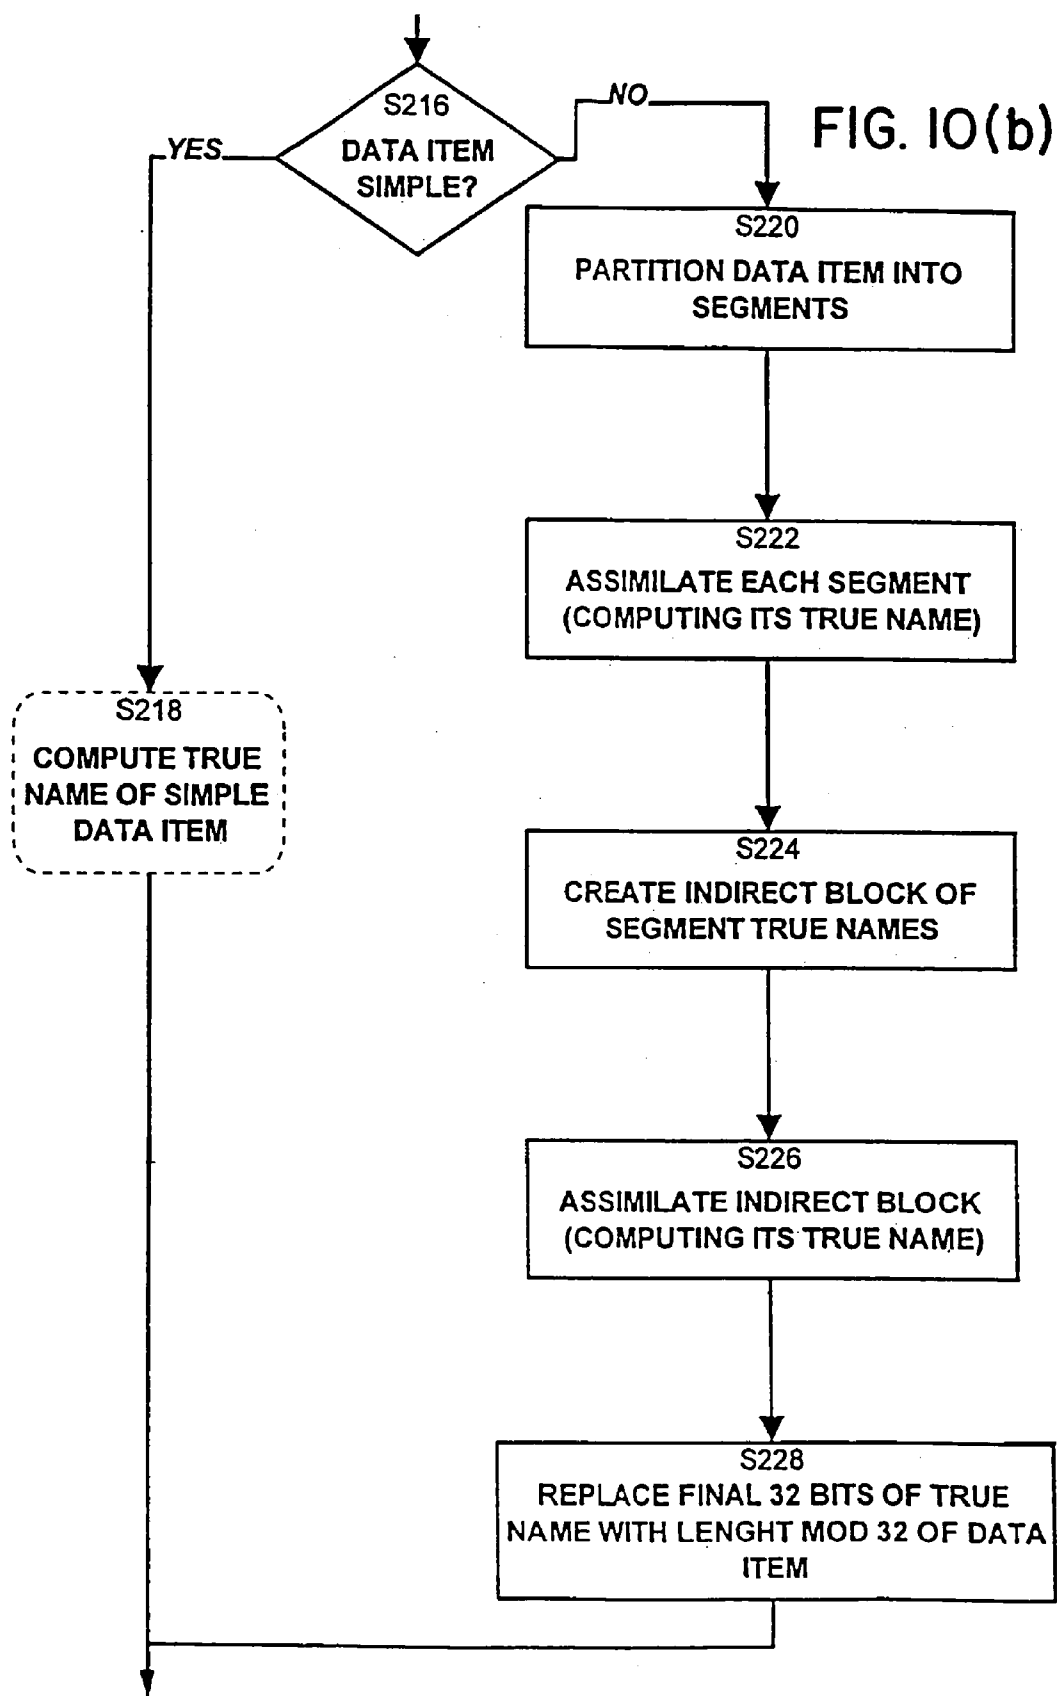 FIG. 10(b)
S216
DATA ITEM
SIMPLE?
YES
NO
S220
PARTITION DATA ITEM INTO
SEGMENTS
S222
ASSIMILATE EACH SEGMENT
(COMPUTING ITS TRUE NAME)
S218
COMPUTE TRUE
NAME OF SIMPLE
DATA ITEM
S224
CREATE INDIRECT BLOCK OF
SEGMENT TRUE NAMES
S226
ASSIMILATE INDIRECT BLOCK
(COMPUTING ITS TRUE NAME)
S228
REPLACE FINAL 32 BITS OF TRUE
NAME WITH LENGHT MOD 32 OF DATA
ITEM